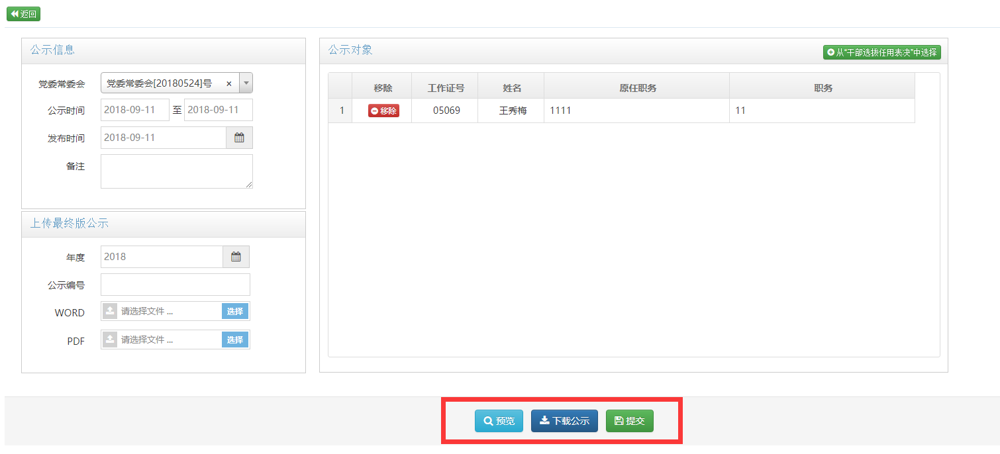 返回
公示信息
党委常委会 党委常委会[20180524]号 ×
公示时间 2018-09-11 至 2018-09-11
发布时间 2018-09-11
备注
上传最终版公示
年度 2018
公示编号
WORD 请选择文件 ... 选择
PDF 请选择文件 ... 选择
公示对象 从"干部选拔任用表决"中选择
移除 工作证号 姓名 原任职务 职务
1 移除 05069 王秀梅 1111 11
预览 下载公示 提交